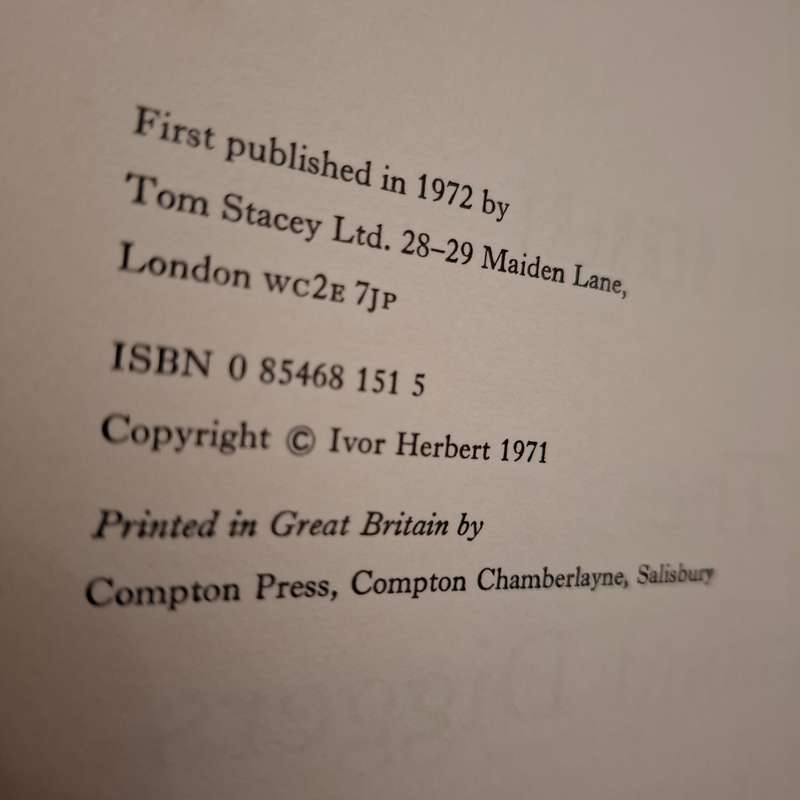 First published in 1972 by
Tom Stacey Ltd. 28–29 Maiden Lane,
London WC2E 7JP
ISBN 0 85468 151 5
Copyright © Ivor Herbert 1971
Printed in Great Britain by
Compton Press, Compton Chamberlayne, Salisbury